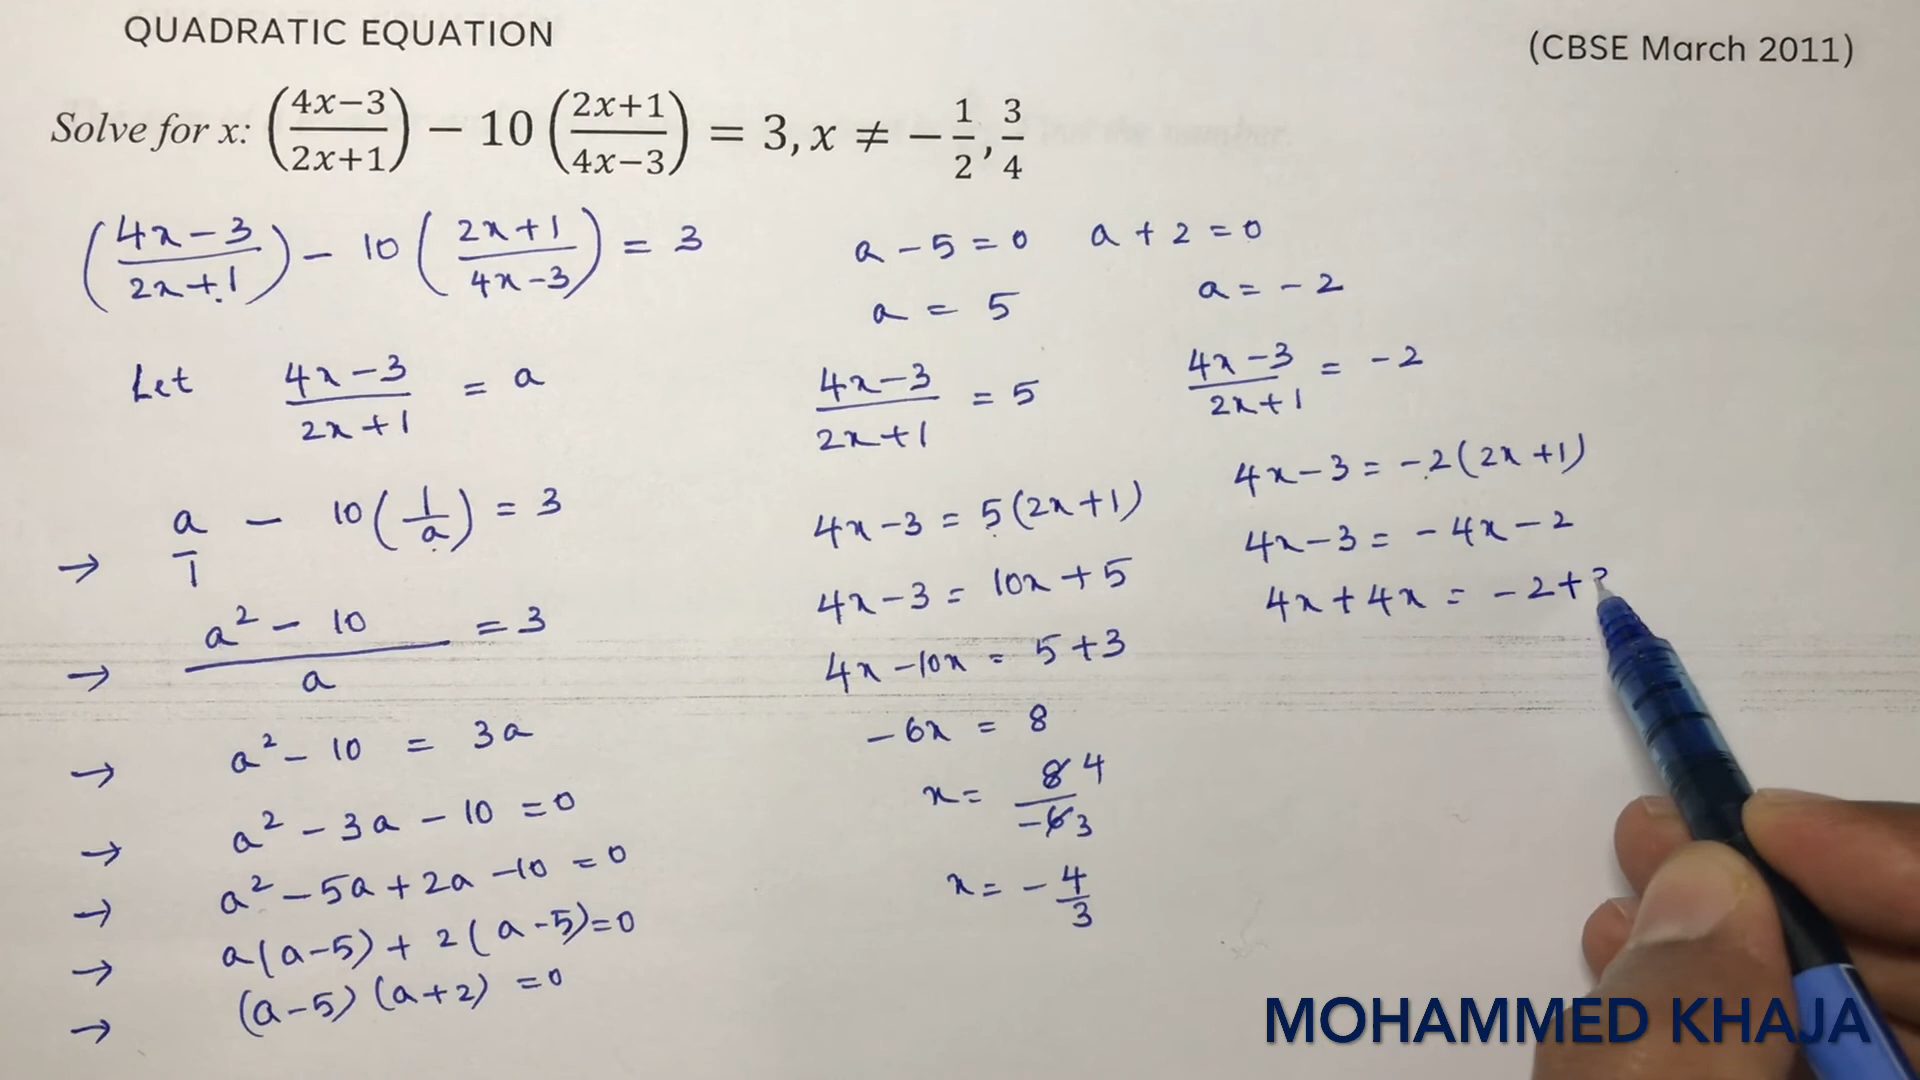 QUADRATIC EQUATION
(CBSE March 2011)
Solve for x: ((4x−3)/(2x+1)) − 10 ((2x+1)/(4x−3)) = 3, x ≠ −1/2, 3/4
((4x−3)/(2x+1)) − 10 ((2x+1)/(4x−3)) = 3
Let (4x−3)/(2x+1) = a
→ a/1 − 10(1/a) = 3
→ (a² − 10)/a = 3
→ a² − 10 = 3a
→ a² − 3a − 10 = 0
→ a² − 5a + 2a − 10 = 0
→ a(a−5) + 2(a−5) = 0
→ (a−5)(a+2) = 0
a − 5 = 0
a = 5
(4x−3)/(2x+1) = 5
4x−3 = 5(2x+1)
4x−3 = 10x+5
4x−10x = 5+3
−6x = 8
x = 8 4/−6 3
x = −4/3
a + 2 = 0
a = −2
(4x−3)/(2x+1) = −2
4x−3 = −2(2x+1)
4x−3 = −4x−2
4x+4x = −2+
MOHAMMED KHAJA